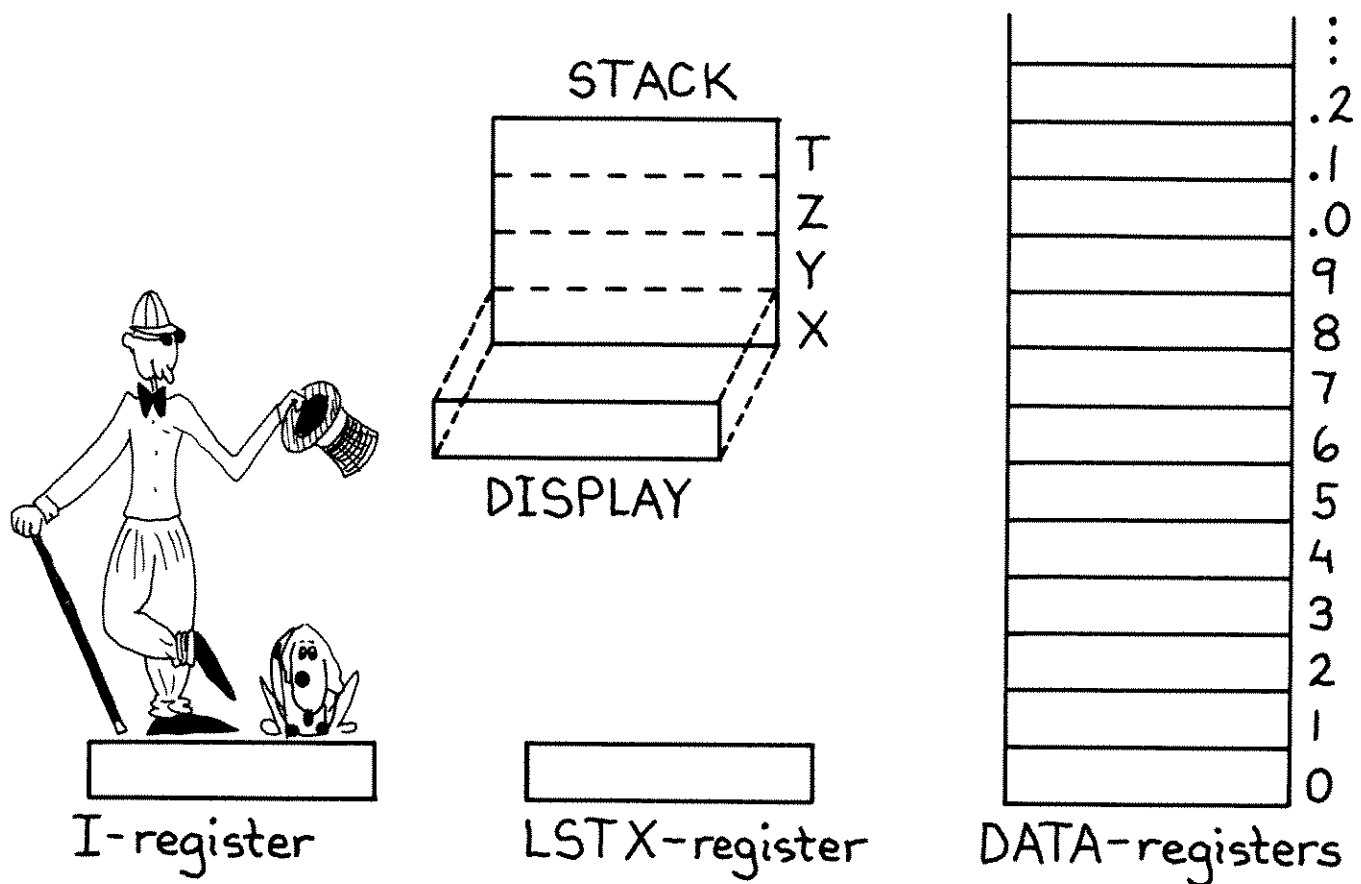 STACK
T
Z
Y
X
DISPLAY
I-register
LSTX-register
:
.2
.1
.0
9
8
7
6
5
4
3
2
1
0
DATA-registers